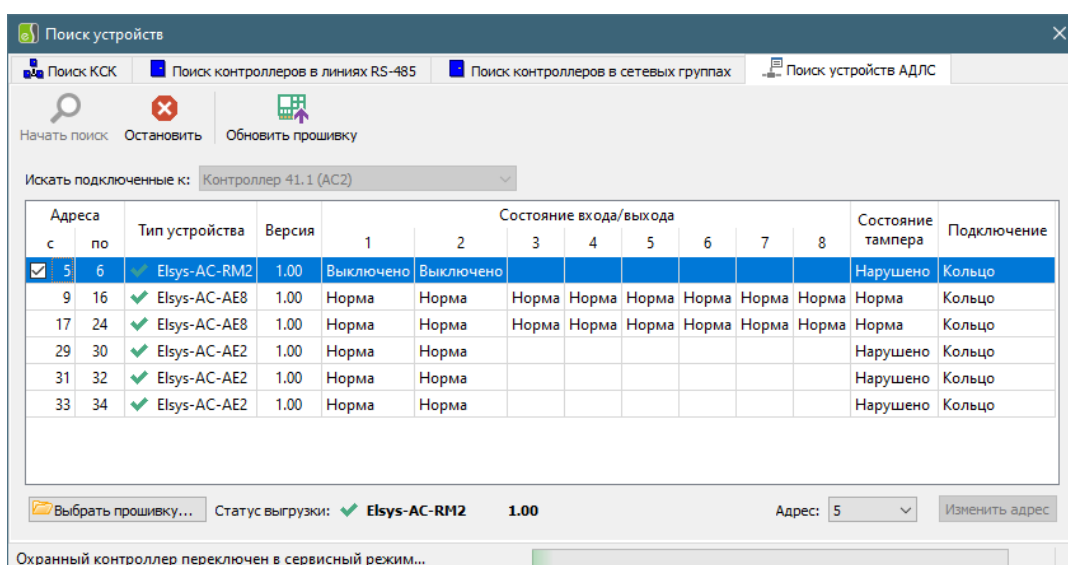 Поиск устройств
Поиск КСК Поиск контроллеров в линиях RS-485 Поиск контроллеров в сетевых группах Поиск устройств АДЛС
Начать поиск Остановить Обновить прошивку
Искать подключенные к: Контроллер 41.1 (AC2)
Адреса Тип устройства Версия Состояние входа/выхода Состояние тампера Подключение
с по 1 2 3 4 5 6 7 8
5 6 Elsys-AC-RM2 1.00 Выключено Выключено Нарушено Кольцо
9 16 Elsys-AC-AE8 1.00 Норма Норма Норма Норма Норма Норма Норма Норма Норма Кольцо
17 24 Elsys-AC-AE8 1.00 Норма Норма Норма Норма Норма Норма Норма Норма Норма Кольцо
29 30 Elsys-AC-AE2 1.00 Норма Норма Нарушено Кольцо
31 32 Elsys-AC-AE2 1.00 Норма Норма Нарушено Кольцо
33 34 Elsys-AC-AE2 1.00 Норма Норма Нарушено Кольцо
Выбрать прошивку... Статус выгрузки: Elsys-AC-RM2 1.00 Адрес: 5 Изменить адрес
Охранный контроллер переключен в сервисный режим...